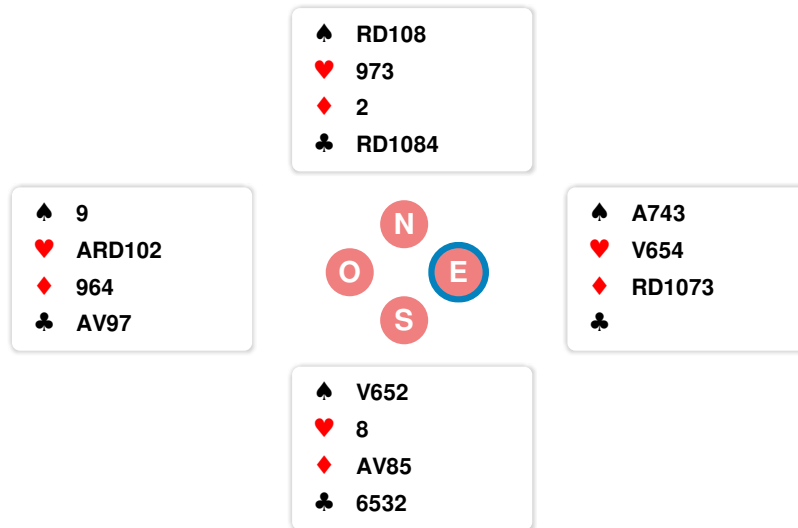 ♠ RD108
♥ 973
♦ 2
♣ RD1084
♠ 9
♥ ARD102
♦ 964
♣ AV97
N
O
E
S
♠ A743
♥ V654
♦ RD1073
♣
♠ V652
♥ 8
♦ AV85
♣ 6532